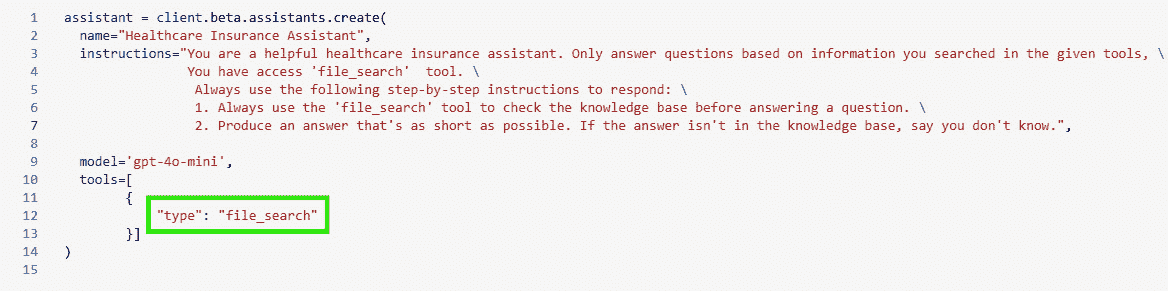 1 assistant = client.beta.assistants.create(
2 name="Healthcare Insurance Assistant",
3 instructions="You are a helpful healthcare insurance assistant. Only answer questions based on information you searched in the given tools, \
4 You have access 'file_search'  tool. \
5 Always use the following step-by-step instructions to respond: \
6 1. Always use the 'file_search' tool to check the knowledge base before answering a question. \
7 2. Produce an answer that's as short as possible. If the answer isn't in the knowledge base, say you don't know.",
8
9 model='gpt-4o-mini',
10 tools=[
11 {
12 "type": "file_search"
13 }]
14 )
15